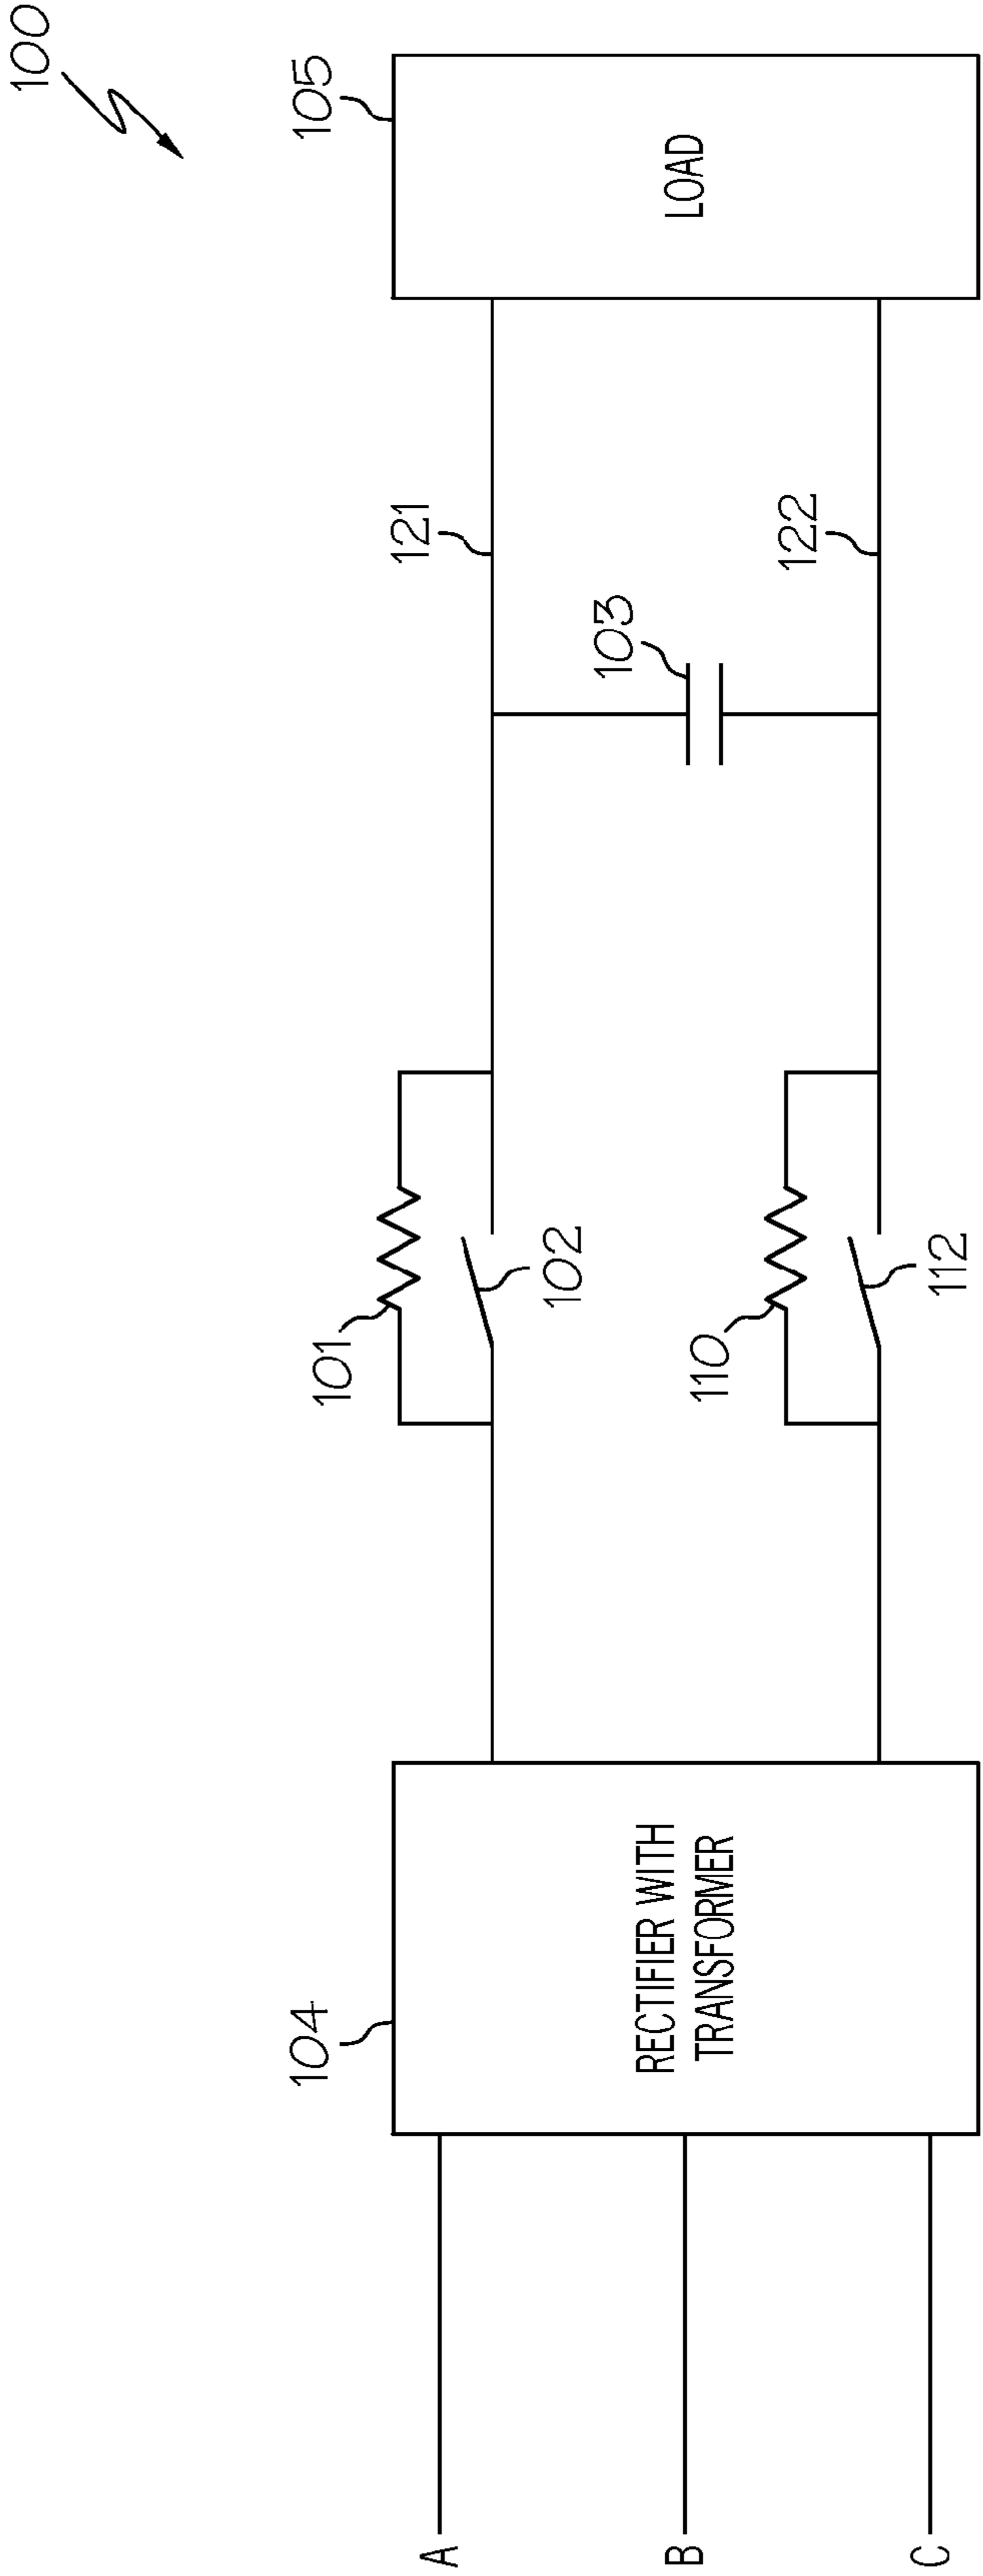 100
104
RECTIFIER WITH
TRANSFORMER
A
B
C
101
102
110
112
103
121
122
105
LOAD